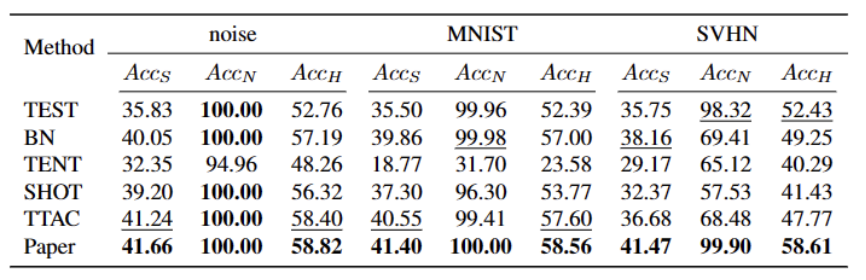 Method noise MNIST SVHN
Acc_S Acc_N Acc_H Acc_S Acc_N Acc_H Acc_S Acc_N Acc_H
TEST 35.83 100.00 52.76 35.50 99.96 52.39 35.75 98.32 52.43
BN 40.05 100.00 57.19 39.86 99.98 57.00 38.16 69.41 49.25
TENT 32.35 94.96 48.26 18.77 31.70 23.58 29.17 65.12 40.29
SHOT 39.20 100.00 56.32 37.30 96.30 53.77 32.37 57.53 41.43
TTAC 41.24 100.00 58.40 40.55 99.41 57.60 36.68 68.48 47.77
Paper 41.66 100.00 58.82 41.40 100.00 58.56 41.47 99.90 58.61